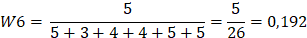 W6 = 5 / (5 + 3 + 4 + 4 + 5 + 5) = 5 / 26 = 0,192